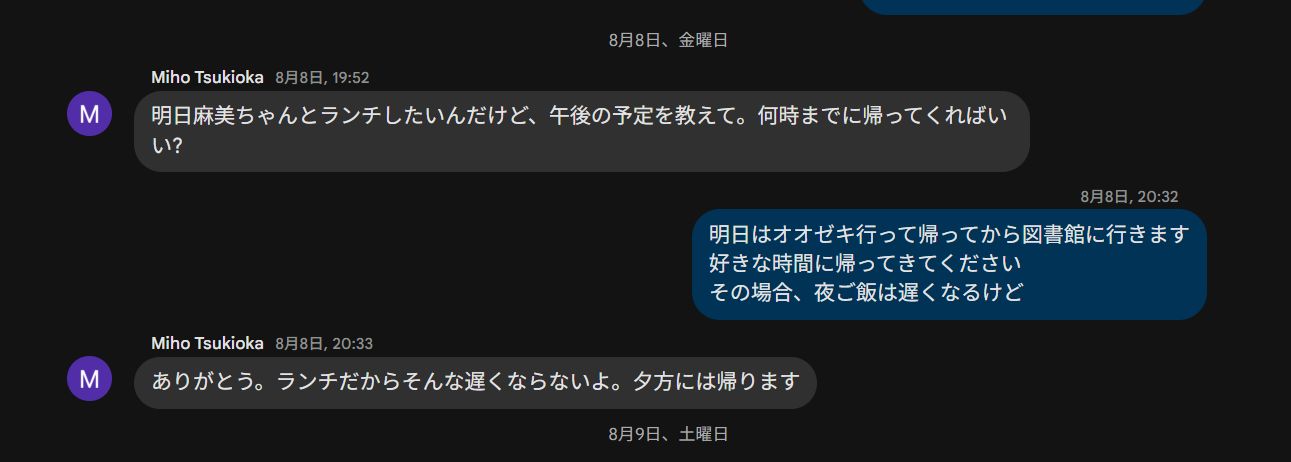 8月8日、金曜日
Miho Tsukioka 8月8日, 19:52
M
明日麻美ちゃんとランチしたいんだけど、午後の予定を教えて。何時までに帰ってくればい
い?
8月8日, 20:32
明日はオオゼキ行って帰ってから図書館に行きます
好きな時間に帰ってきてください
その場合、夜ご飯は遅くなるけど
Miho Tsukioka 8月8日, 20:33
M
ありがとう。ランチだからそんな遅くならないよ。夕方には帰ります
8月9日、土曜日